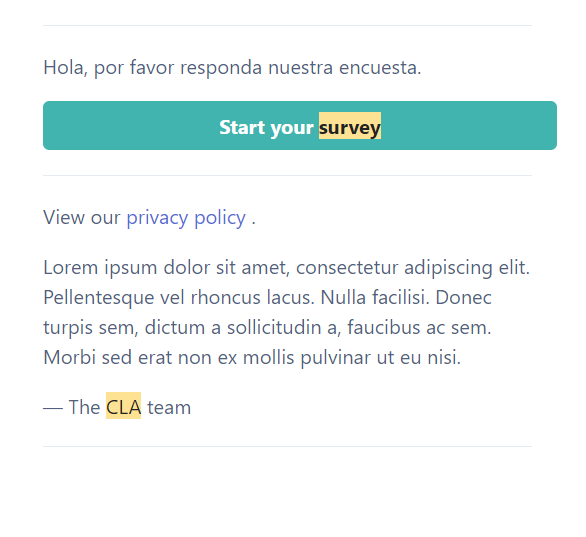 Hola, por favor responda nuestra encuesta.
Start your survey
View our privacy policy .
Lorem ipsum dolor sit amet, consectetur adipiscing elit.
Pellentesque vel rhoncus lacus. Nulla facilisi. Donec
turpis sem, dictum a sollicitudin a, faucibus ac sem.
Morbi sed erat non ex mollis pulvinar ut eu nisi.
— The CLA team